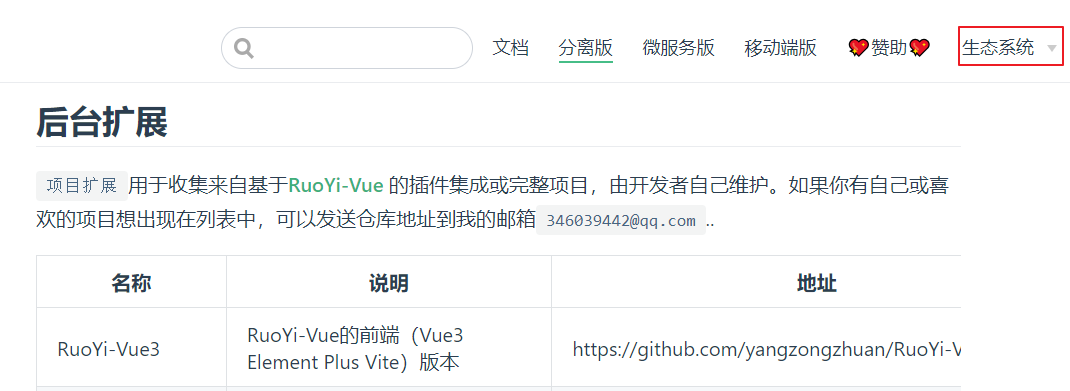 文档 分离版 微服务版 移动端版 💖赞助💖 生态系统
后台扩展
项目扩展 用于收集来自基于RuoYi-Vue 的插件集成或完整项目，由开发者自己维护。如果你有自己或喜
欢的项目想出现在列表中，可以发送仓库地址到我的邮箱 346039442@qq.com ..
名称 说明 地址
RuoYi-Vue3 RuoYi-Vue的前端（Vue3
Element Plus Vite）版本 https://github.com/yangzongzhuan/RuoYi-V